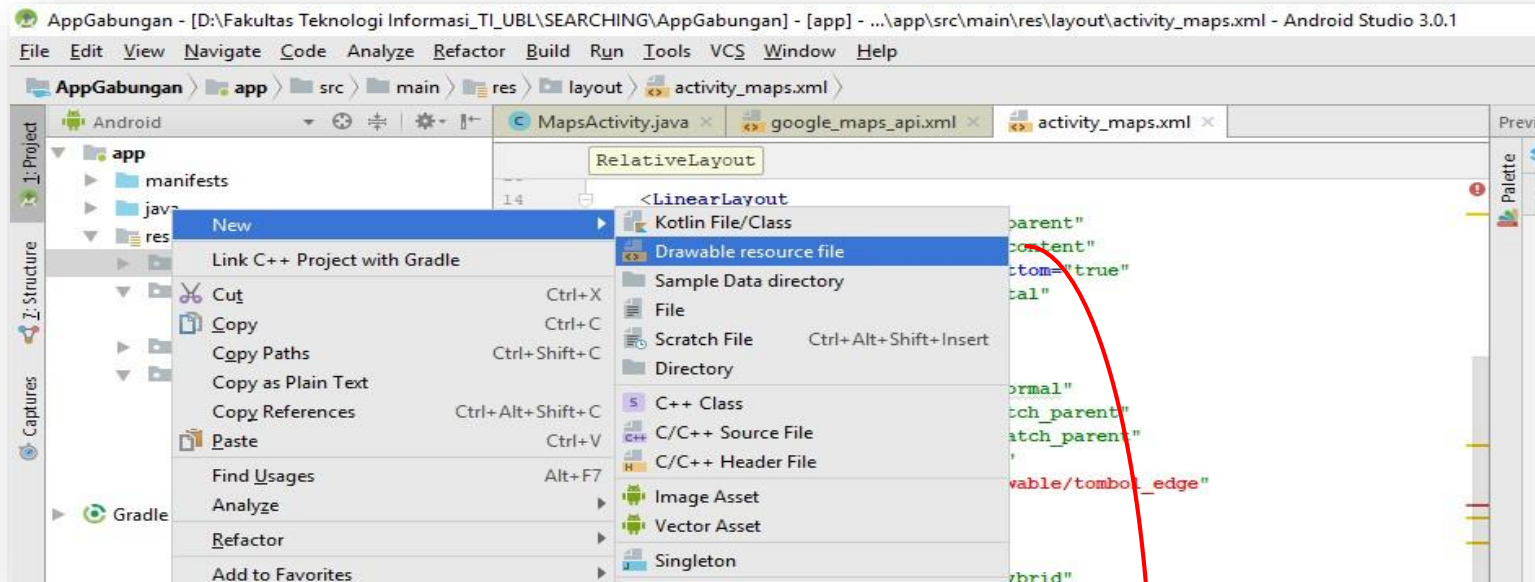 AppGabungan - [D:\Fakultas Teknologi Informasi_TI_UBL\SEARCHING\AppGabungan] - [app] - ...\app\src\main\res\layout\activity_maps.xml - Android Studio 3.0.1
File Edit View Navigate Code Analyze Refactor Build Run Tools VCS Window Help
AppGabungan app src main res layout activity_maps.xml
Android MapsActivity.java google_maps_api.xml activity_maps.xml Previ
1: Project
7: Structure
Captures
app
manifests
java
res
Gradle
New
Link C++ Project with Gradle
Cut Ctrl+X
Copy Ctrl+C
Copy Paths Ctrl+Shift+C
Copy as Plain Text
Copy References Ctrl+Alt+Shift+C
Paste Ctrl+V
Find Usages Alt+F7
Analyze
Refactor
Add to Favorites
Kotlin File/Class
Drawable resource file
Sample Data directory
File
Scratch File Ctrl+Alt+Shift+Insert
Directory
C++ Class
C/C++ Source File
C/C++ Header File
Image Asset
Vector Asset
Singleton
RelativeLayout
14 <LinearLayout
parent"
content"
ttom="true"
tal"
ormal"
tch_parent"
atch_parent"
"
wable/tombol_edge"
ybrid"
Palette